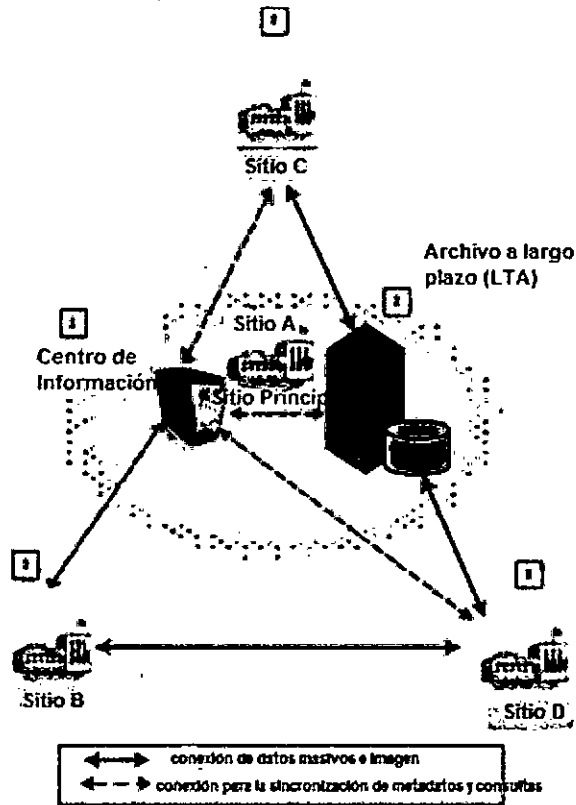 Sitio C
Archivo a largo
plazo (LTA)
Sitio A
Centro de
Información
Sitio Princip
Sitio B
Sitio D
conexión de datos masivos e imagen
conexión para la sincronización de metadatos y consultas